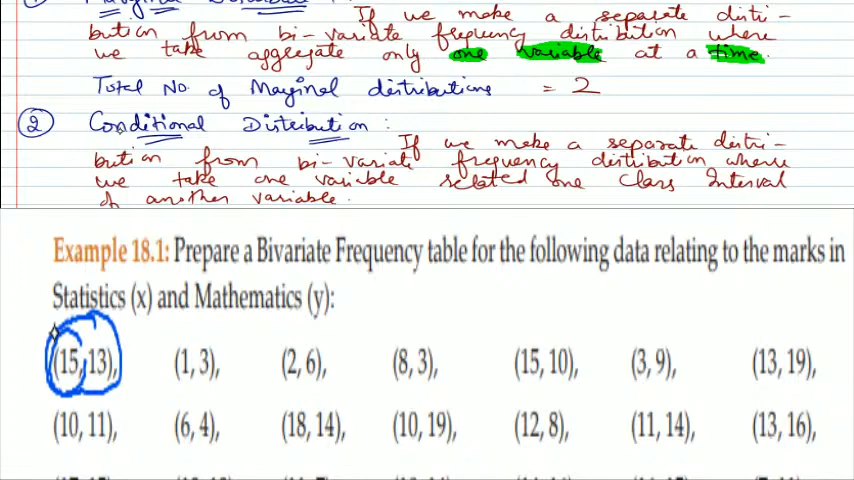 Marginal Distribution :
If we make a separate distri-
bution from bi-variate frequency distribution where
we take aggregate only one variable at a time.
Total No. of Marginal distributions = 2
② Conditional Distribution :
If we make a separate distri-
bution from bi-variate frequency distribution where
we take one variable related one Class Interval
of another variable.
Example 18.1: Prepare a Bivariate Frequency table for the following data relating to the marks in
Statistics (x) and Mathematics (y):
(15, 13), (1, 3), (2, 6), (8, 3), (15, 10), (3, 9), (13, 19),
(10, 11), (6, 4), (18, 14), (10, 19), (12, 8), (11, 14), (13, 16),